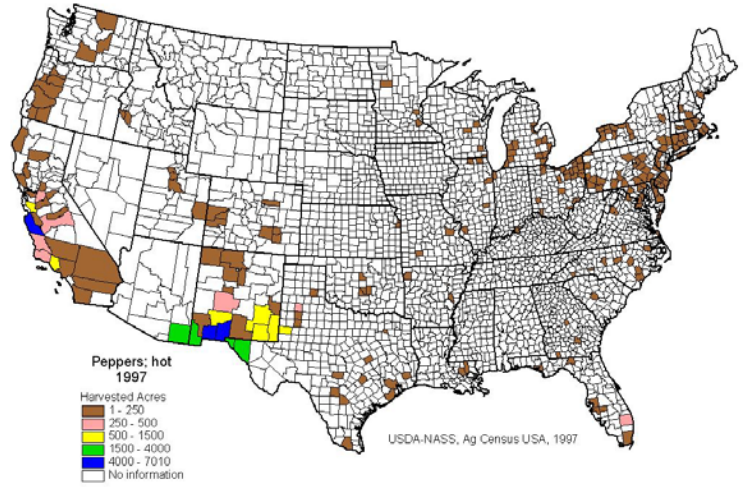 Peppers; hot
1997
Harvested Acres
1 - 250
250 - 500
500 - 1500
1500 - 4000
4000 - 7010
No information
USDA-NASS, Ag Census USA, 1997